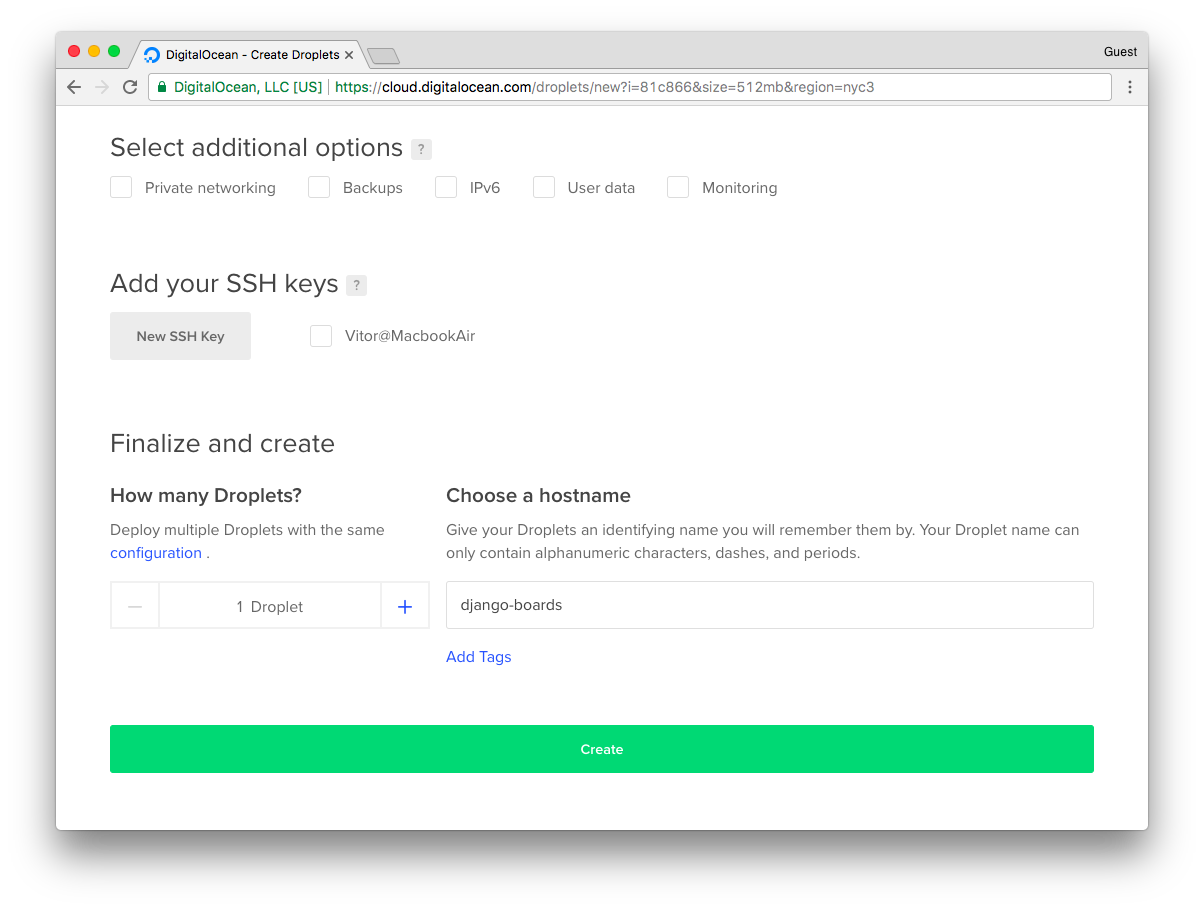 DigitalOcean - Create Droplets
Guest
DigitalOcean, LLC [US] https://cloud.digitalocean.com/droplets/new?i=81c866&size=512mb&region=nyc3
Select additional options ?
Private networking Backups IPv6 User data Monitoring
Add your SSH keys ?
New SSH Key Vitor@MacbookAir
Finalize and create
How many Droplets?
Deploy multiple Droplets with the same
configuration .
1 Droplet
Choose a hostname
Give your Droplets an identifying name you will remember them by. Your Droplet name can
only contain alphanumeric characters, dashes, and periods.
django-boards
Add Tags
Create